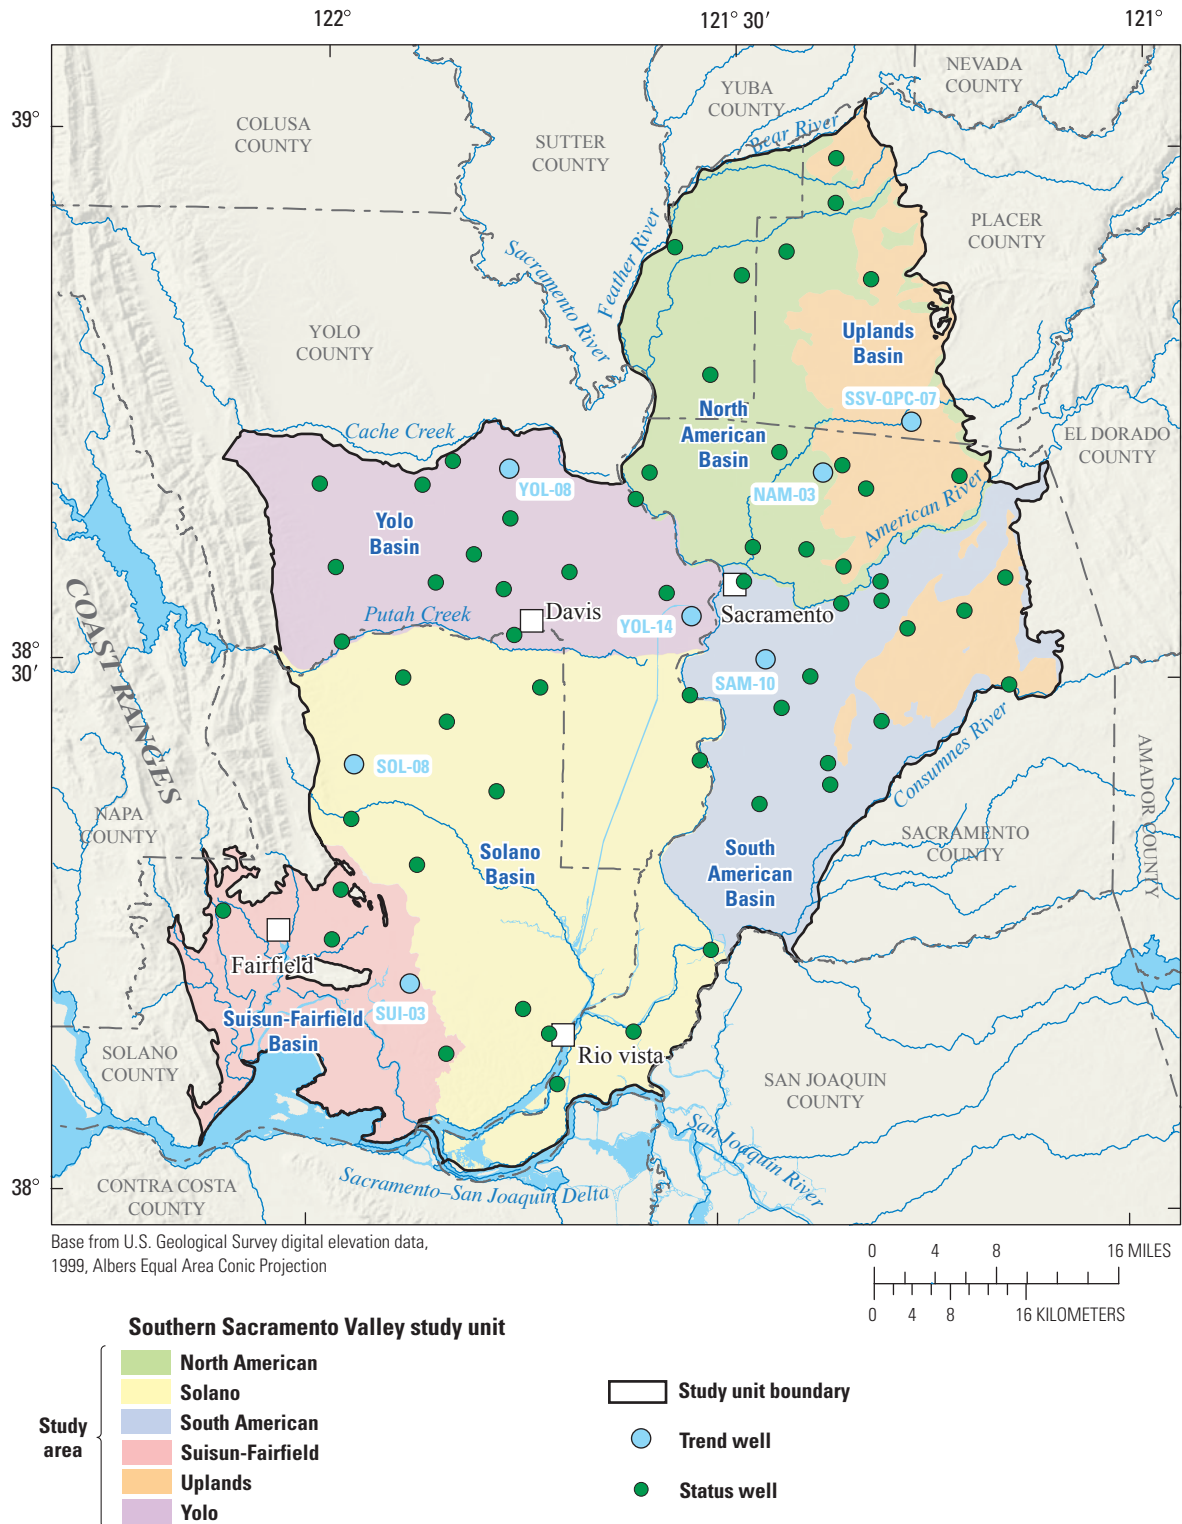 122°
121° 30′
121°
39°
38°
30′
38°
NEVADA
COUNTY
YUBA
COUNTY
COLUSA
COUNTY
SUTTER
COUNTY
Bear River
PLACER
COUNTY
Feather River
Sacramento River
YOLO
COUNTY
Uplands
Basin
SSV-QPC-07
North
American
Basin
EL DORADO
COUNTY
Cache Creek
YOL-08
NAM-03
American River
Yolo
Basin
Putah Creek
Davis
YOL-14
Sacramento
SAM-10
COAST RANGES
SOL-08
Consumnes River
AMADOR COUNTY
NAPA
COUNTY
SACRAMENTO
COUNTY
Solano
Basin
South
American
Basin
Fairfield
SUI-03
Suisun-Fairfield
Basin
Rio vista
SOLANO
COUNTY
SAN JOAQUIN
COUNTY
San Joaquin River
Sacramento–San Joaquin Delta
CONTRA COSTA
COUNTY
Base from U.S. Geological Survey digital elevation data,
1999, Albers Equal Area Conic Projection
0 4 8 16 MILES
0 4 8 16 KILOMETERS
Southern Sacramento Valley study unit
Study
area
North American
Solano
South American
Suisun-Fairfield
Uplands
Yolo
Study unit boundary
Trend well
Status well